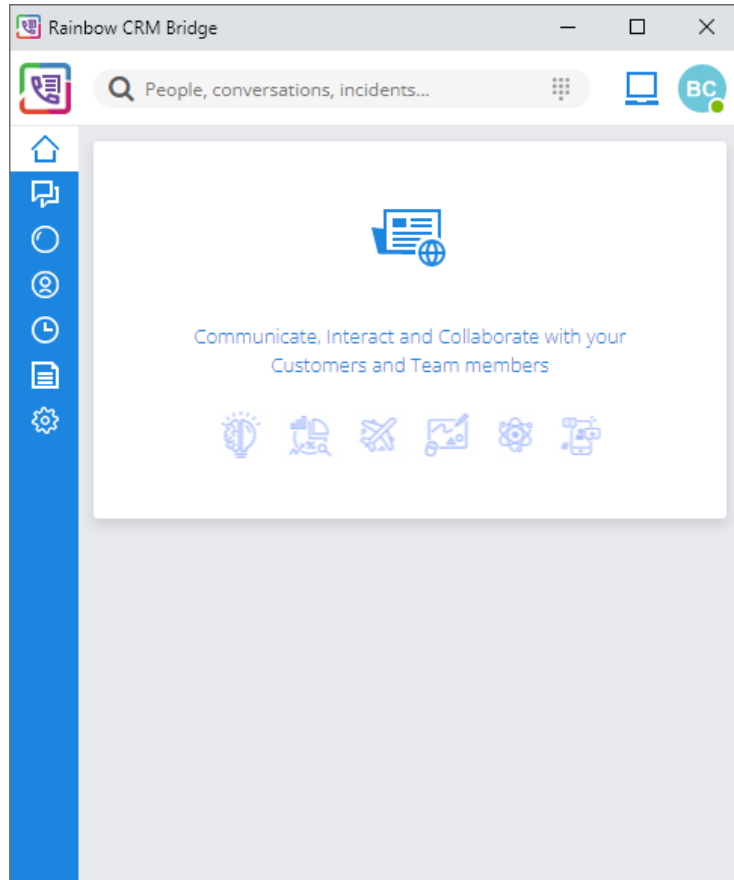 Rainbow CRM Bridge
People, conversations, incidents...
BC
Communicate, Interact and Collaborate with your
Customers and Team members